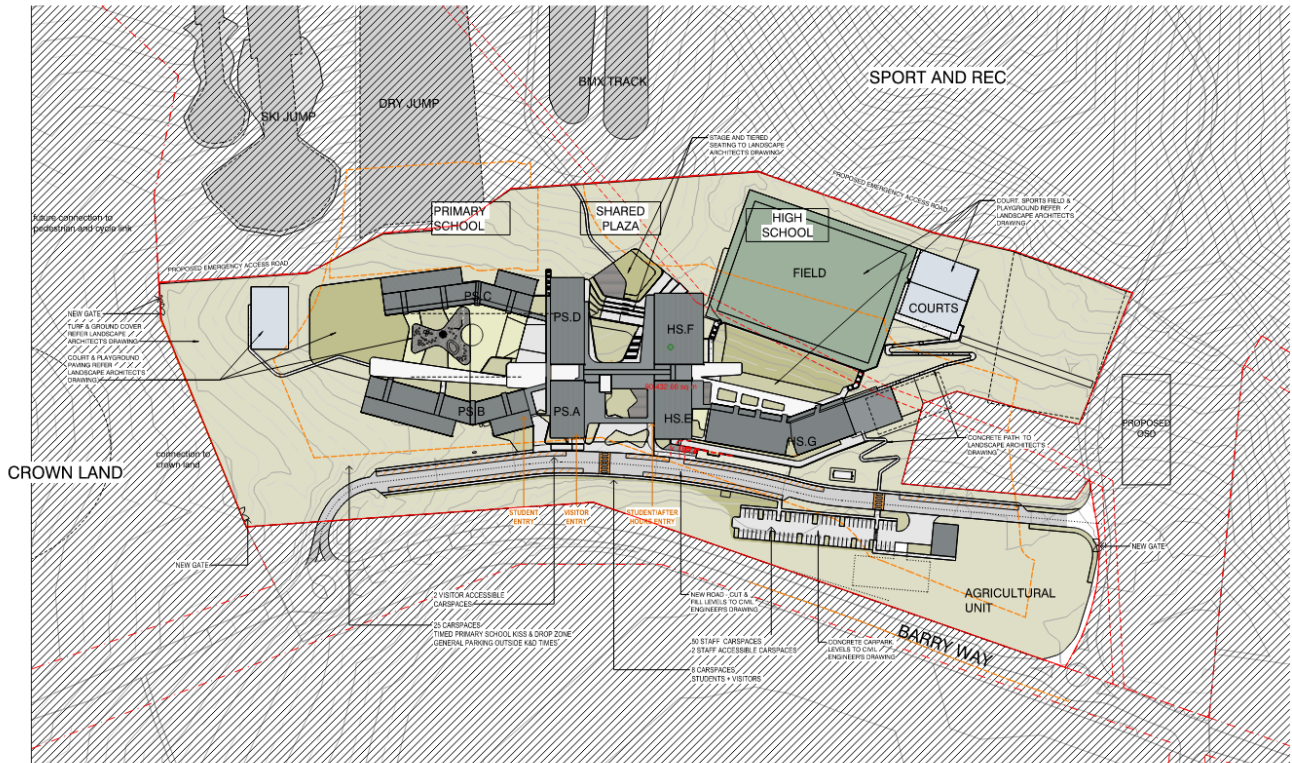 SPORT AND REC
BMX TRACK
DRY JUMP
SKI JUMP
STAGE AND TIERED
SEATING TO LANDSCAPE
ARCHITECTS DRAWING
PROPOSED EMERGENCY ACCESS ROAD
COURT, SPORTS FIELD &
PLAYGROUND REFER
LANDSCAPE ARCHITECT'S
DRAWING
future connection to
pedestrian and cycle link
PRIMARY
SCHOOL
SHARED
PLAZA
HIGH
SCHOOL
PROPOSED EMERGENCY ACCESS ROAD
FIELD
COURTS
PS.C
PS.D
HS.F
NEW GATE
TURF & GROUND COVER
REFER LANDSCAPE
ARCHITECT'S DRAWING
COURT & PLAYGROUND
PAVING REFER
LANDSCAPE ARCHITECT'S
DRAWING
PS.B
PS.A
HS.E
HS.G
PROPOSED
OSD
CONCRETE PATH TO
LANDSCAPE ARCHITECT'S
DRAWING
CROWN LAND
connection to
crown land
STUDENT
ENTRY
VISITOR
ENTRY
STUDENT/AFTER
HOURS ENTRY
NEW GATE
NEW GATE
2 VISITOR ACCESSIBLE
CARSPACES
NEW ROAD - CUT &
FILL LEVELS TO CIVIL
ENGINEER'S DRAWING
AGRICULTURAL
UNIT
25 CARSPACES
TIMED PRIMARY SCHOOL KISS & DROP ZONE
GENERAL PARKING OUTSIDE K&D TIMES
50 STAFF CARSPACES
2 STAFF ACCESSIBLE CARSPACES
CONCRETE CARPARK
LEVELS TO CIVIL
ENGINEER'S DRAWING
BARRY WAY
8 CARSPACES
STUDENTS + VISITORS